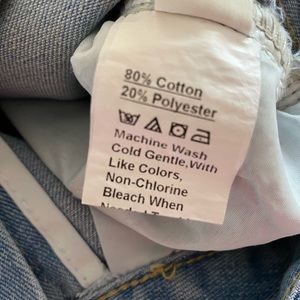 80% Cotton
20% Polyester
Machine Wash
Cold Gentle,With
Like Colors,
Non-Chlorine
Bleach When